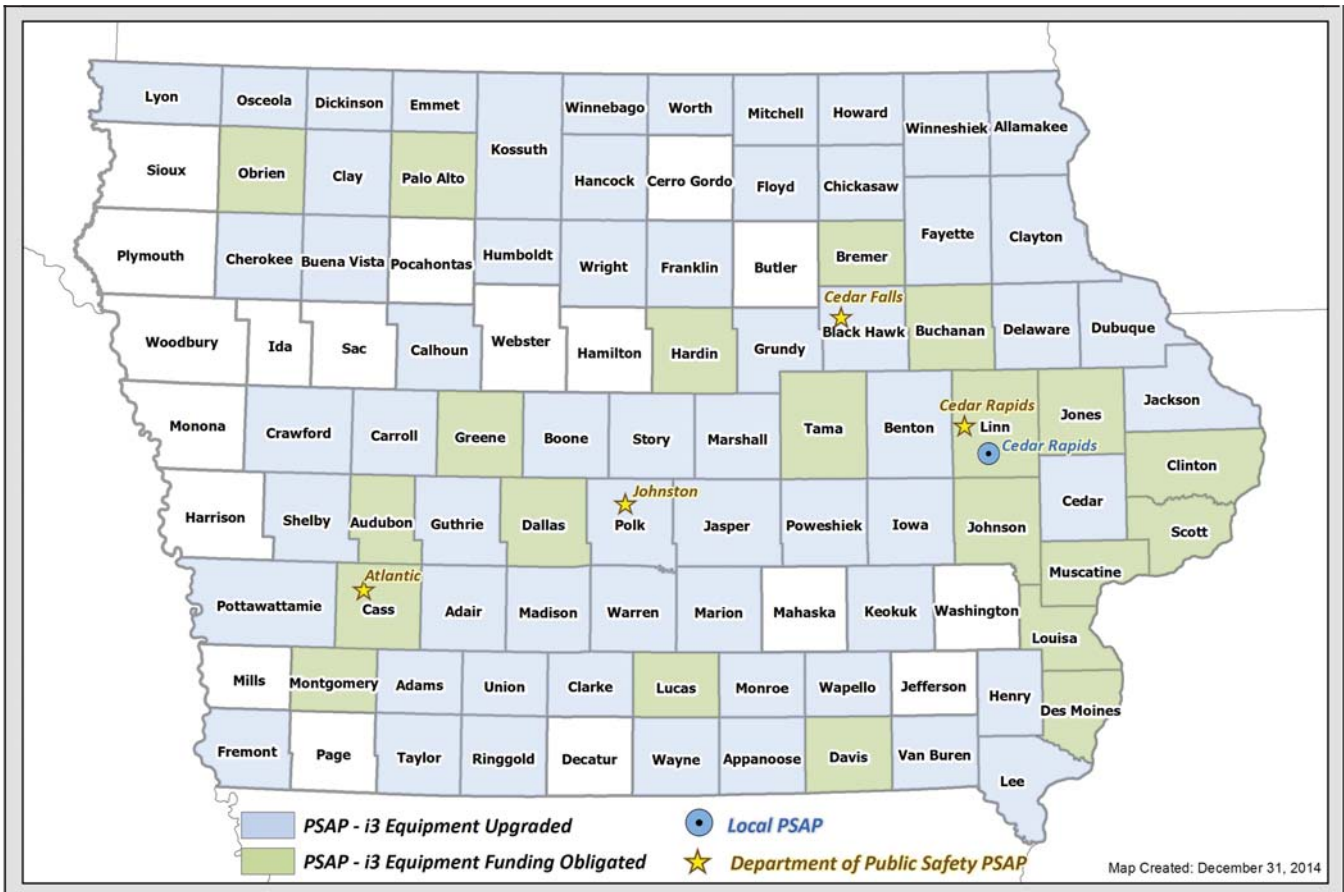 Lyon
Osceola
Dickinson
Emmet
Kossuth
Winnebago
Worth
Mitchell
Howard
Winneshiek
Allamakee
Sioux
Obrien
Clay
Palo Alto
Hancock
Cerro Gordo
Floyd
Chickasaw
Plymouth
Cherokee
Buena Vista
Pocahontas
Humboldt
Wright
Franklin
Butler
Bremer
Fayette
Clayton
Woodbury
Ida
Sac
Calhoun
Webster
Hamilton
Hardin
Grundy
Cedar Falls
Black Hawk
Buchanan
Delaware
Dubuque
Monona
Crawford
Carroll
Greene
Boone
Story
Marshall
Tama
Benton
Cedar Rapids
Linn
Cedar Rapids
Jones
Jackson
Clinton
Harrison
Shelby
Audubon
Guthrie
Dallas
Johnston
Polk
Jasper
Poweshiek
Iowa
Johnson
Cedar
Scott
Muscatine
Pottawattamie
Atlantic
Cass
Adair
Madison
Warren
Marion
Mahaska
Keokuk
Washington
Louisa
Mills
Montgomery
Adams
Union
Clarke
Lucas
Monroe
Wapello
Jefferson
Henry
Des Moines
Fremont
Page
Taylor
Ringgold
Decatur
Wayne
Appanoose
Davis
Van Buren
Lee
PSAP - i3 Equipment Upgraded
Local PSAP
PSAP - i3 Equipment Funding Obligated
Department of Public Safety PSAP
Map Created: December 31, 2014